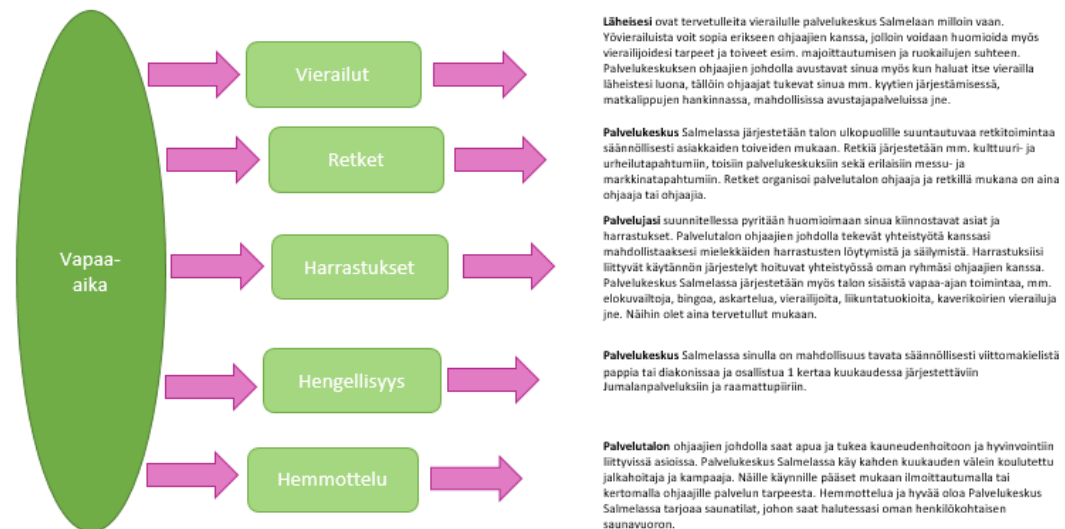 Vapaa-
aika
Vierailut
Läheisesi ovat tervetulleita vierailulle palvelukeskus Salmelaan milloin vaan.
Yövierailuista voit sopia erikseen ohjaajien kanssa, jolloin voidaan huomioida myös
vierailijoidesi tarpeet ja toiveet esim. majoittautumisen ja ruokailujen suhteen.
Palvelukeskuksen ohjaajien johdolla avustavat sinua myös kun haluat itse vierailla
läheistesi luona, tällöin ohjaajat tukevat sinua mm. kyytien järjestämisessä,
matkalippujen hankinnassa, mahdollisissa avustajapalveluissa jne.
Retket
Palvelukeskus Salmelassa järjestetään talon ulkopuolille suuntautuvaa retkitoimintaa
säännöllisesti asiakkaiden toiveiden mukaan. Retkiä järjestetään mm. kulttuuri- ja
urheilutapahtumiin, toisiin palvelukeskuksiin sekä erilaisiin messu- ja
markkinatapahtumiin. Retket organisoi palvelutalon ohjaaja ja retkillä mukana on aina
ohjaaja tai ohjaajia.
Harrastukset
Palvelujasi suunnitellessa pyritään huomioimaan sinua kiinnostavat asiat ja
harrastukset. Palvelutalon ohjaajien johdolla tekevät yhteistyötä kanssasi
mahdollistaaksesi mielekkäiden harrastusten löytymistä ja säilymistä. Harrastuksiisi
liittyvät käytännön järjestelyt hoituvat yhteistyössä oman ryhmäsi ohjaajien kanssa.
Palvelukeskus Salmelassa järjestetään myös talon sisäistä vapaa-ajan toimintaa, mm.
elokuvailtoja, bingoa, askartelua, vierailijoita, liikuntatuokioita, kaverikoirien vierailuja
jne. Näihin olet aina tervetullut mukaan.
Hengellisyys
Palvelukeskus Salmelassa sinulla on mahdollisuus tavata säännöllisesti viittomakielistä
pappia tai diakonissaa ja osallistua 1 kertaa kuukaudessa järjestettäviin
Jumalanpalveluksiin ja raamattupiiriin.
Hemmottelu
Palvelutalon ohjaajien johdolla saat apua ja tukea kauneudenhoitoon ja hyvinvointiin
liittyvissä asioissa. Palvelukeskus Salmelassa käy kahden kuukauden välein koulutettu
jalkahoitaja ja kampaaja. Näille käynnille pääset mukaan ilmoittautumalla tai
kertomalla ohjaajille palvelun tarpeesta. Hemmottelua ja hyvää oloa Palvelukeskus
Salmelassa tarjoaa saunatilat, johon saat halutessasi oman henkilökohtaisen
saunavuoron.